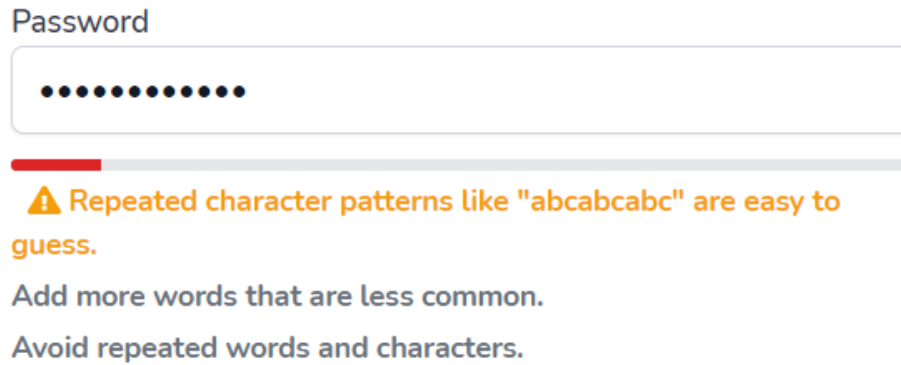 Password
••••••••••••
Repeated character patterns like "abcabcabc" are easy to
guess.
Add more words that are less common.
Avoid repeated words and characters.